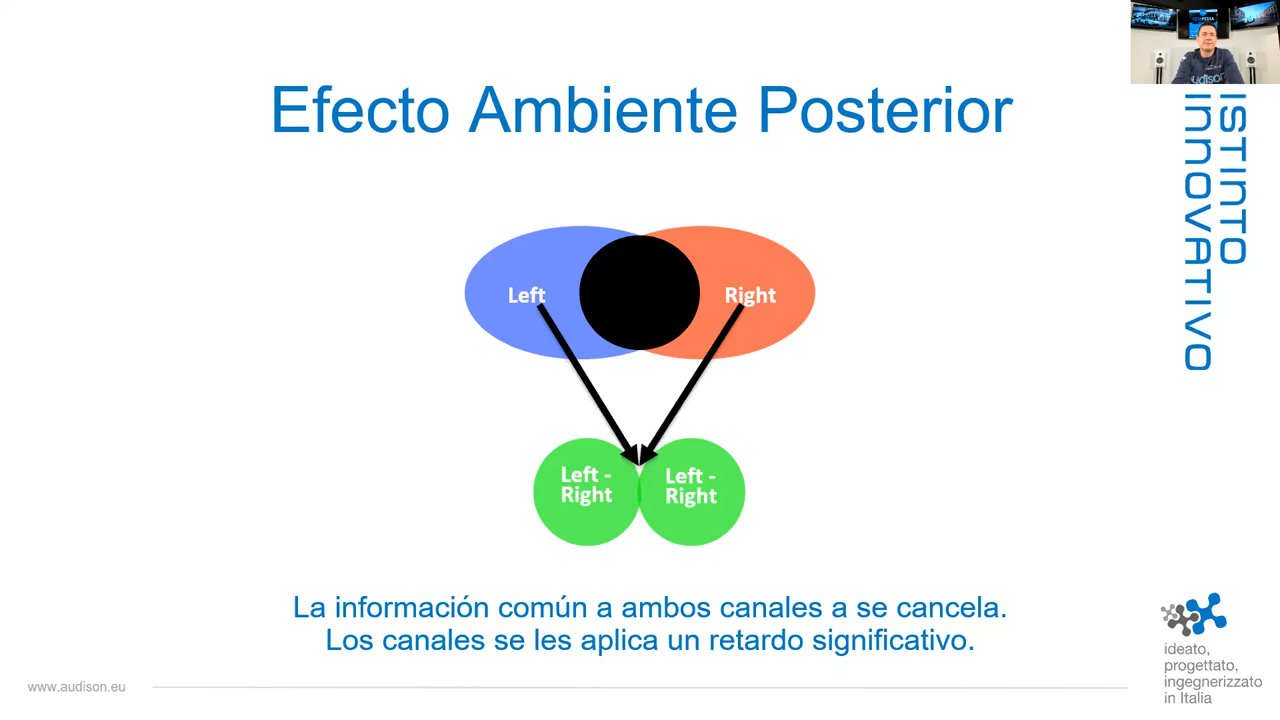 Efecto Ambiente Posterior
ISTINTO
INNOVATIVO
Left
Right
Left -
Right
Left -
Right
La información común a ambos canales a se cancela.
Los canales se les aplica un retardo significativo.
www.audison.eu
ideato,
progettato,
ingegnerizzato
in Italia